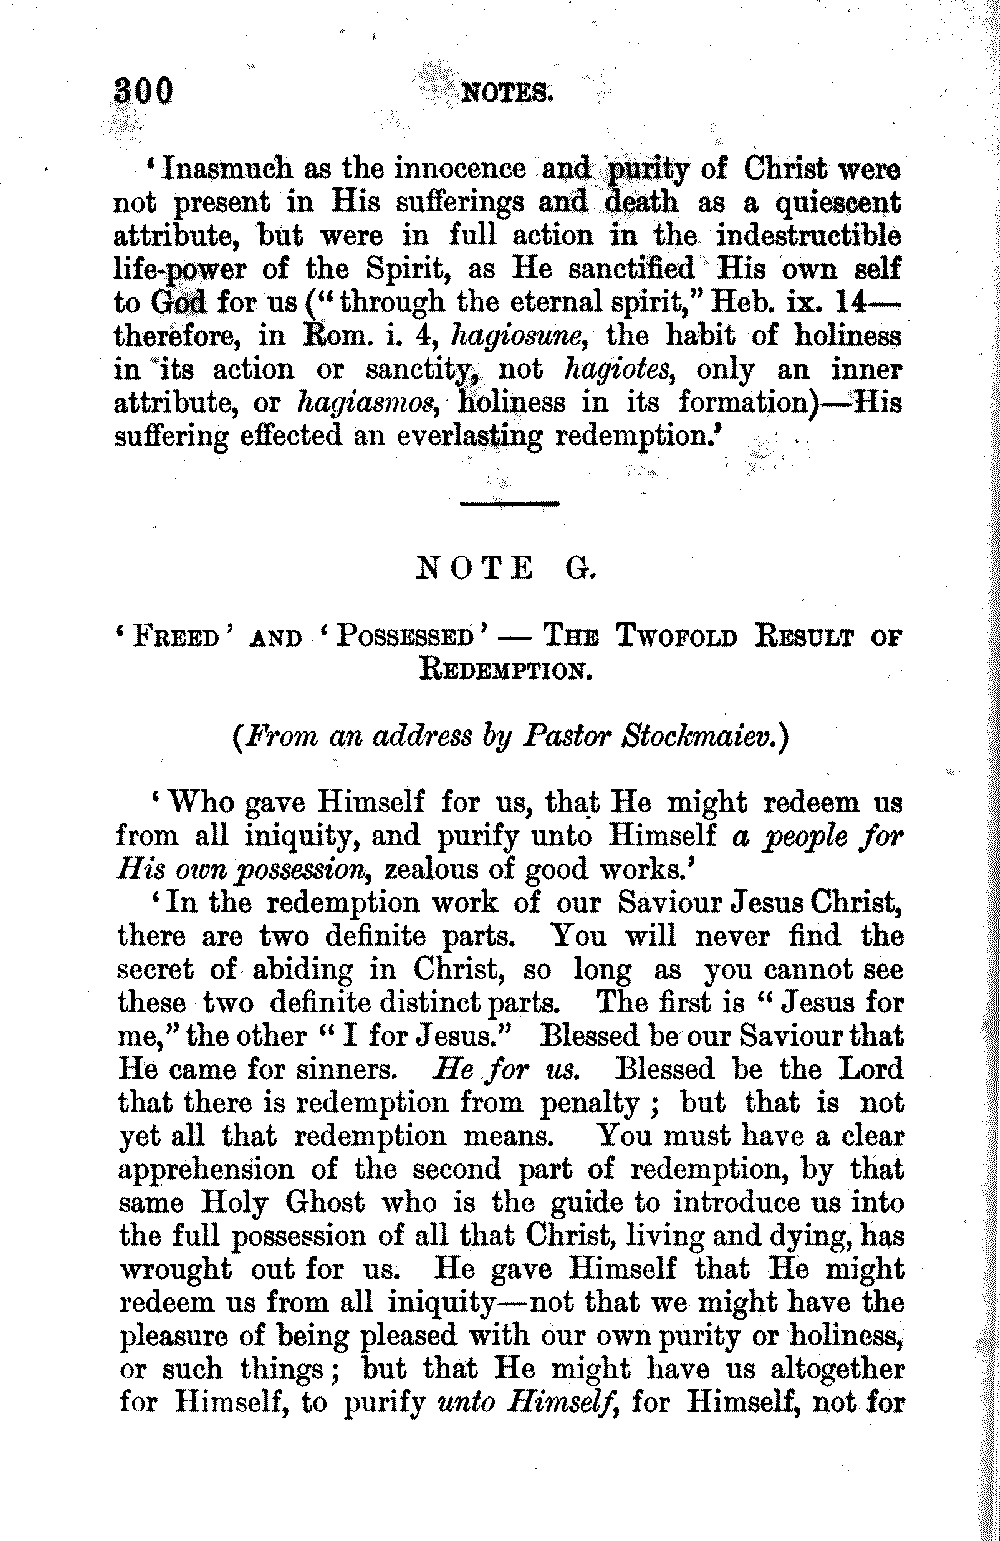 300 NOTES.
‘Inasmuch as the innocence and purity of Christ were
not present in His sufferings and death as a quiescent
attribute, but were in full action in the indestructible
life-power of the Spirit, as He sanctified His own self
to God for us (“through the eternal spirit,” Heb. ix. 14—
therefore, in Rom. i. 4, hagiosune, the habit of holiness
in its action or sanctity, not hagiotes, only an inner
attribute, or hagiasmos, holiness in its formation)—His
suffering effected an everlasting redemption.’
NOTE G.
‘FREED’ AND ‘POSSESSED’ — THE TWOFOLD RESULT OF
REDEMPTION.
(From an address by Pastor Stockmaiev.)
‘Who gave Himself for us, that He might redeem us
from all iniquity, and purify unto Himself a people for
His own possession, zealous of good works.’
‘In the redemption work of our Saviour Jesus Christ,
there are two definite parts. You will never find the
secret of abiding in Christ, so long as you cannot see
these two definite distinct parts. The first is “Jesus for
me,” the other “I for Jesus.” Blessed be our Saviour that
He came for sinners. He for us. Blessed be the Lord
that there is redemption from penalty; but that is not
yet all that redemption means. You must have a clear
apprehension of the second part of redemption, by that
same Holy Ghost who is the guide to introduce us into
the full possession of all that Christ, living and dying, has
wrought out for us. He gave Himself that He might
redeem us from all iniquity—not that we might have the
pleasure of being pleased with our own purity or holiness,
or such things; but that He might have us altogether
for Himself, to purify unto Himself, for Himself, not for